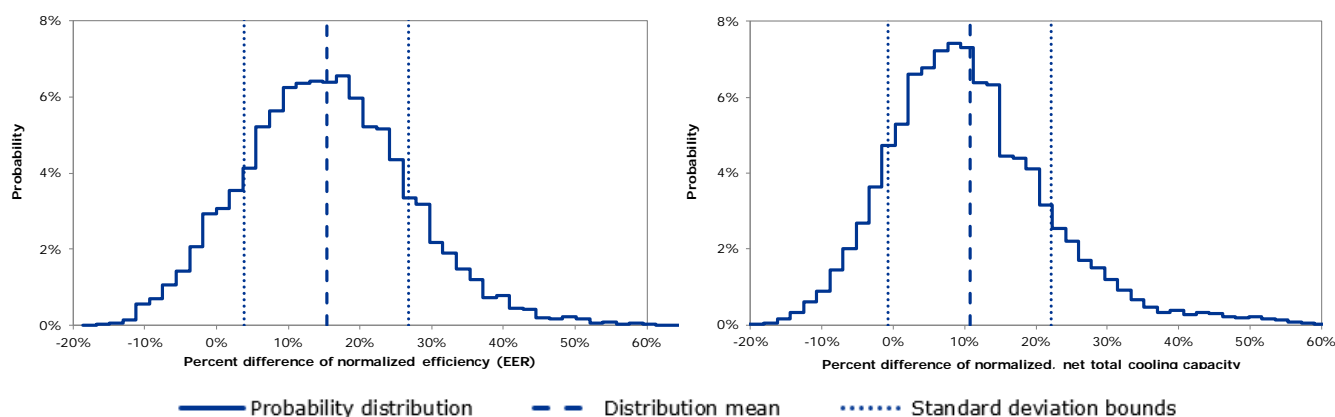 8%
6%
4%
2%
0%
Probability
-20% -10% 0% 10% 20% 30% 40% 50% 60%
Percent difference of normalized efficiency (EER)
8%
6%
4%
2%
0%
Probability
-20% -10% 0% 10% 20% 30% 40% 50% 60%
Percent difference of normalized, net total cooling capacity
Probability distribution Distribution mean Standard deviation bounds